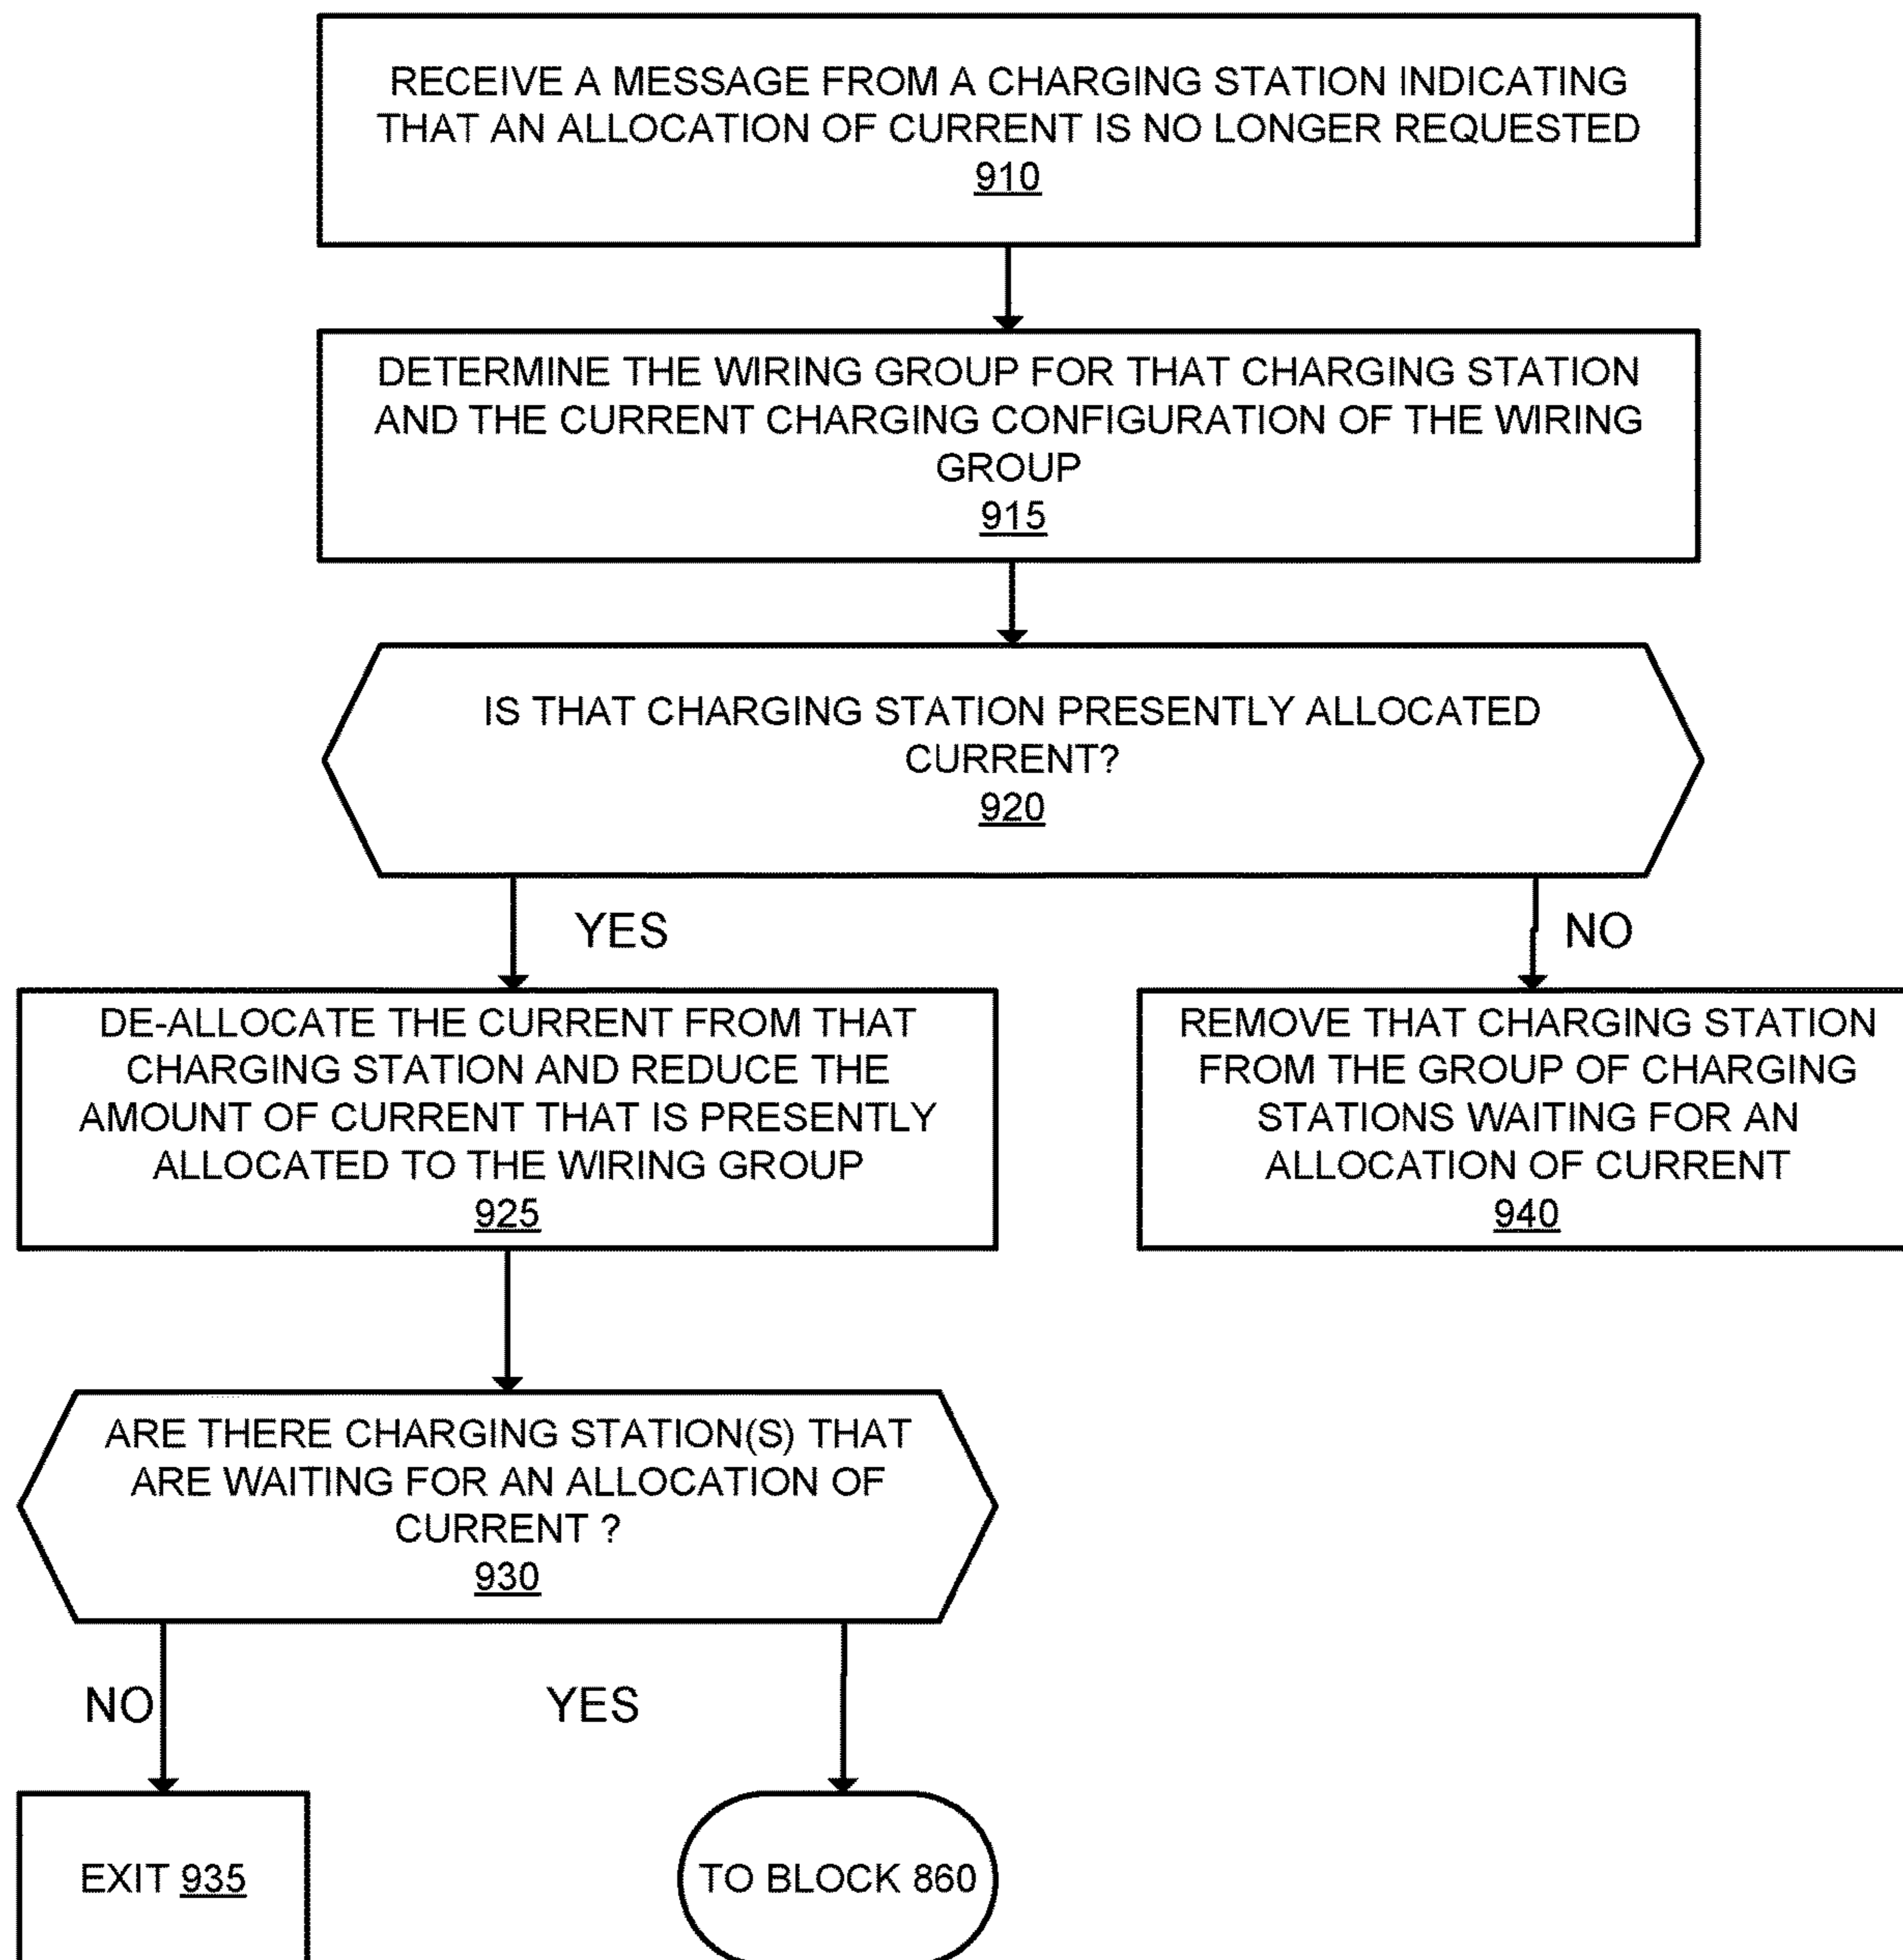 RECEIVE A MESSAGE FROM A CHARGING STATION INDICATING
THAT AN ALLOCATION OF CURRENT IS NO LONGER REQUESTED
910
DETERMINE THE WIRING GROUP FOR THAT CHARGING STATION
AND THE CURRENT CHARGING CONFIGURATION OF THE WIRING
GROUP
915
IS THAT CHARGING STATION PRESENTLY ALLOCATED
CURRENT?
920
YES
NO
DE-ALLOCATE THE CURRENT FROM THAT
CHARGING STATION AND REDUCE THE
AMOUNT OF CURRENT THAT IS PRESENTLY
ALLOCATED TO THE WIRING GROUP
925
REMOVE THAT CHARGING STATION
FROM THE GROUP OF CHARGING
STATIONS WAITING FOR AN
ALLOCATION OF CURRENT
940
ARE THERE CHARGING STATION(S) THAT
ARE WAITING FOR AN ALLOCATION OF
CURRENT ?
930
NO
YES
EXIT 935
TO BLOCK 860